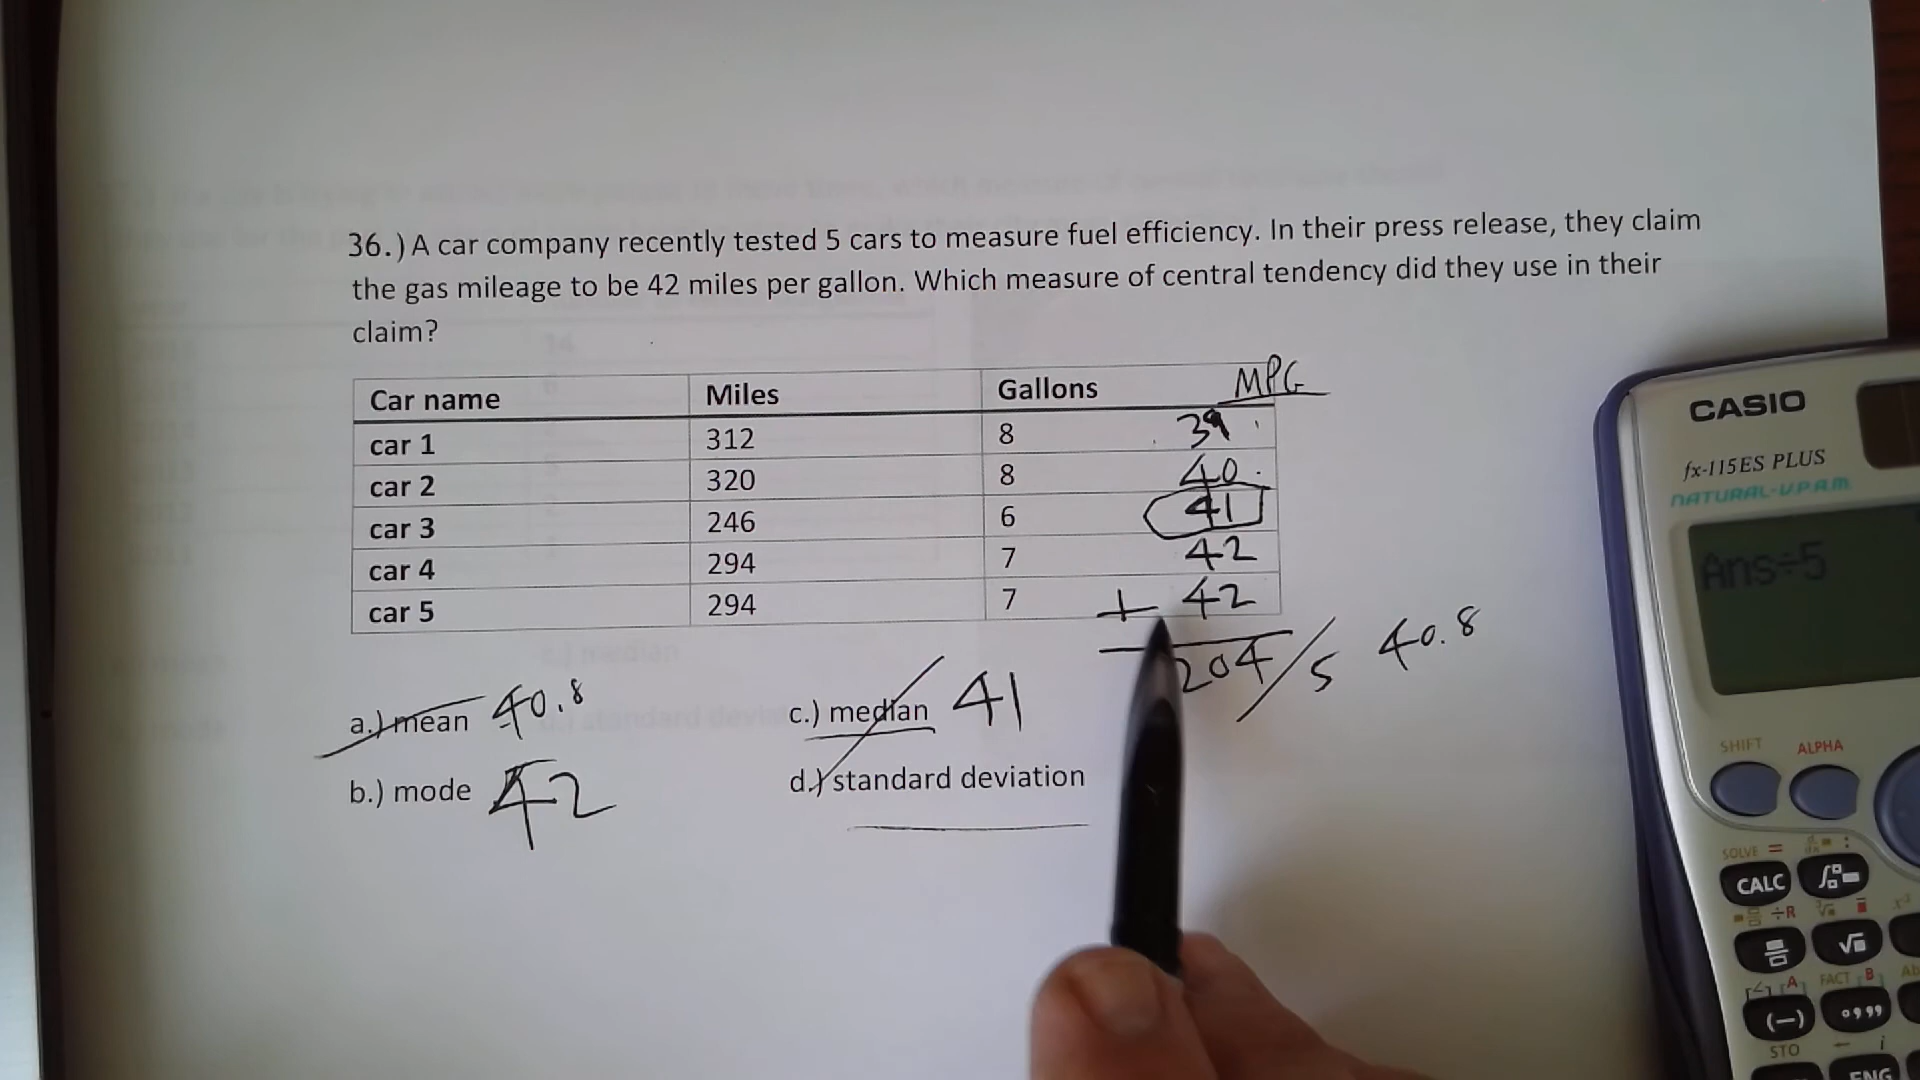 36.) A car company recently tested 5 cars to measure fuel efficiency. In their press release, they claim
the gas mileage to be 42 miles per gallon. Which measure of central tendency did they use in their
claim?
Car name Miles Gallons MPG
car 1 312 8 39
car 2 320 8 40
car 3 246 6 41
car 4 294 7 42
car 5 294 7 + 42
204/5 40.8
a.) mean 40.8 c.) median 41
b.) mode 42 d.) standard deviation
CASIO
fx-115ES PLUS
NATURAL-V.P.A.M.
Ans÷5
SHIFT ALPHA
SOLVE =
CALC
÷R
√
FACT B
(−)
STO
ENG